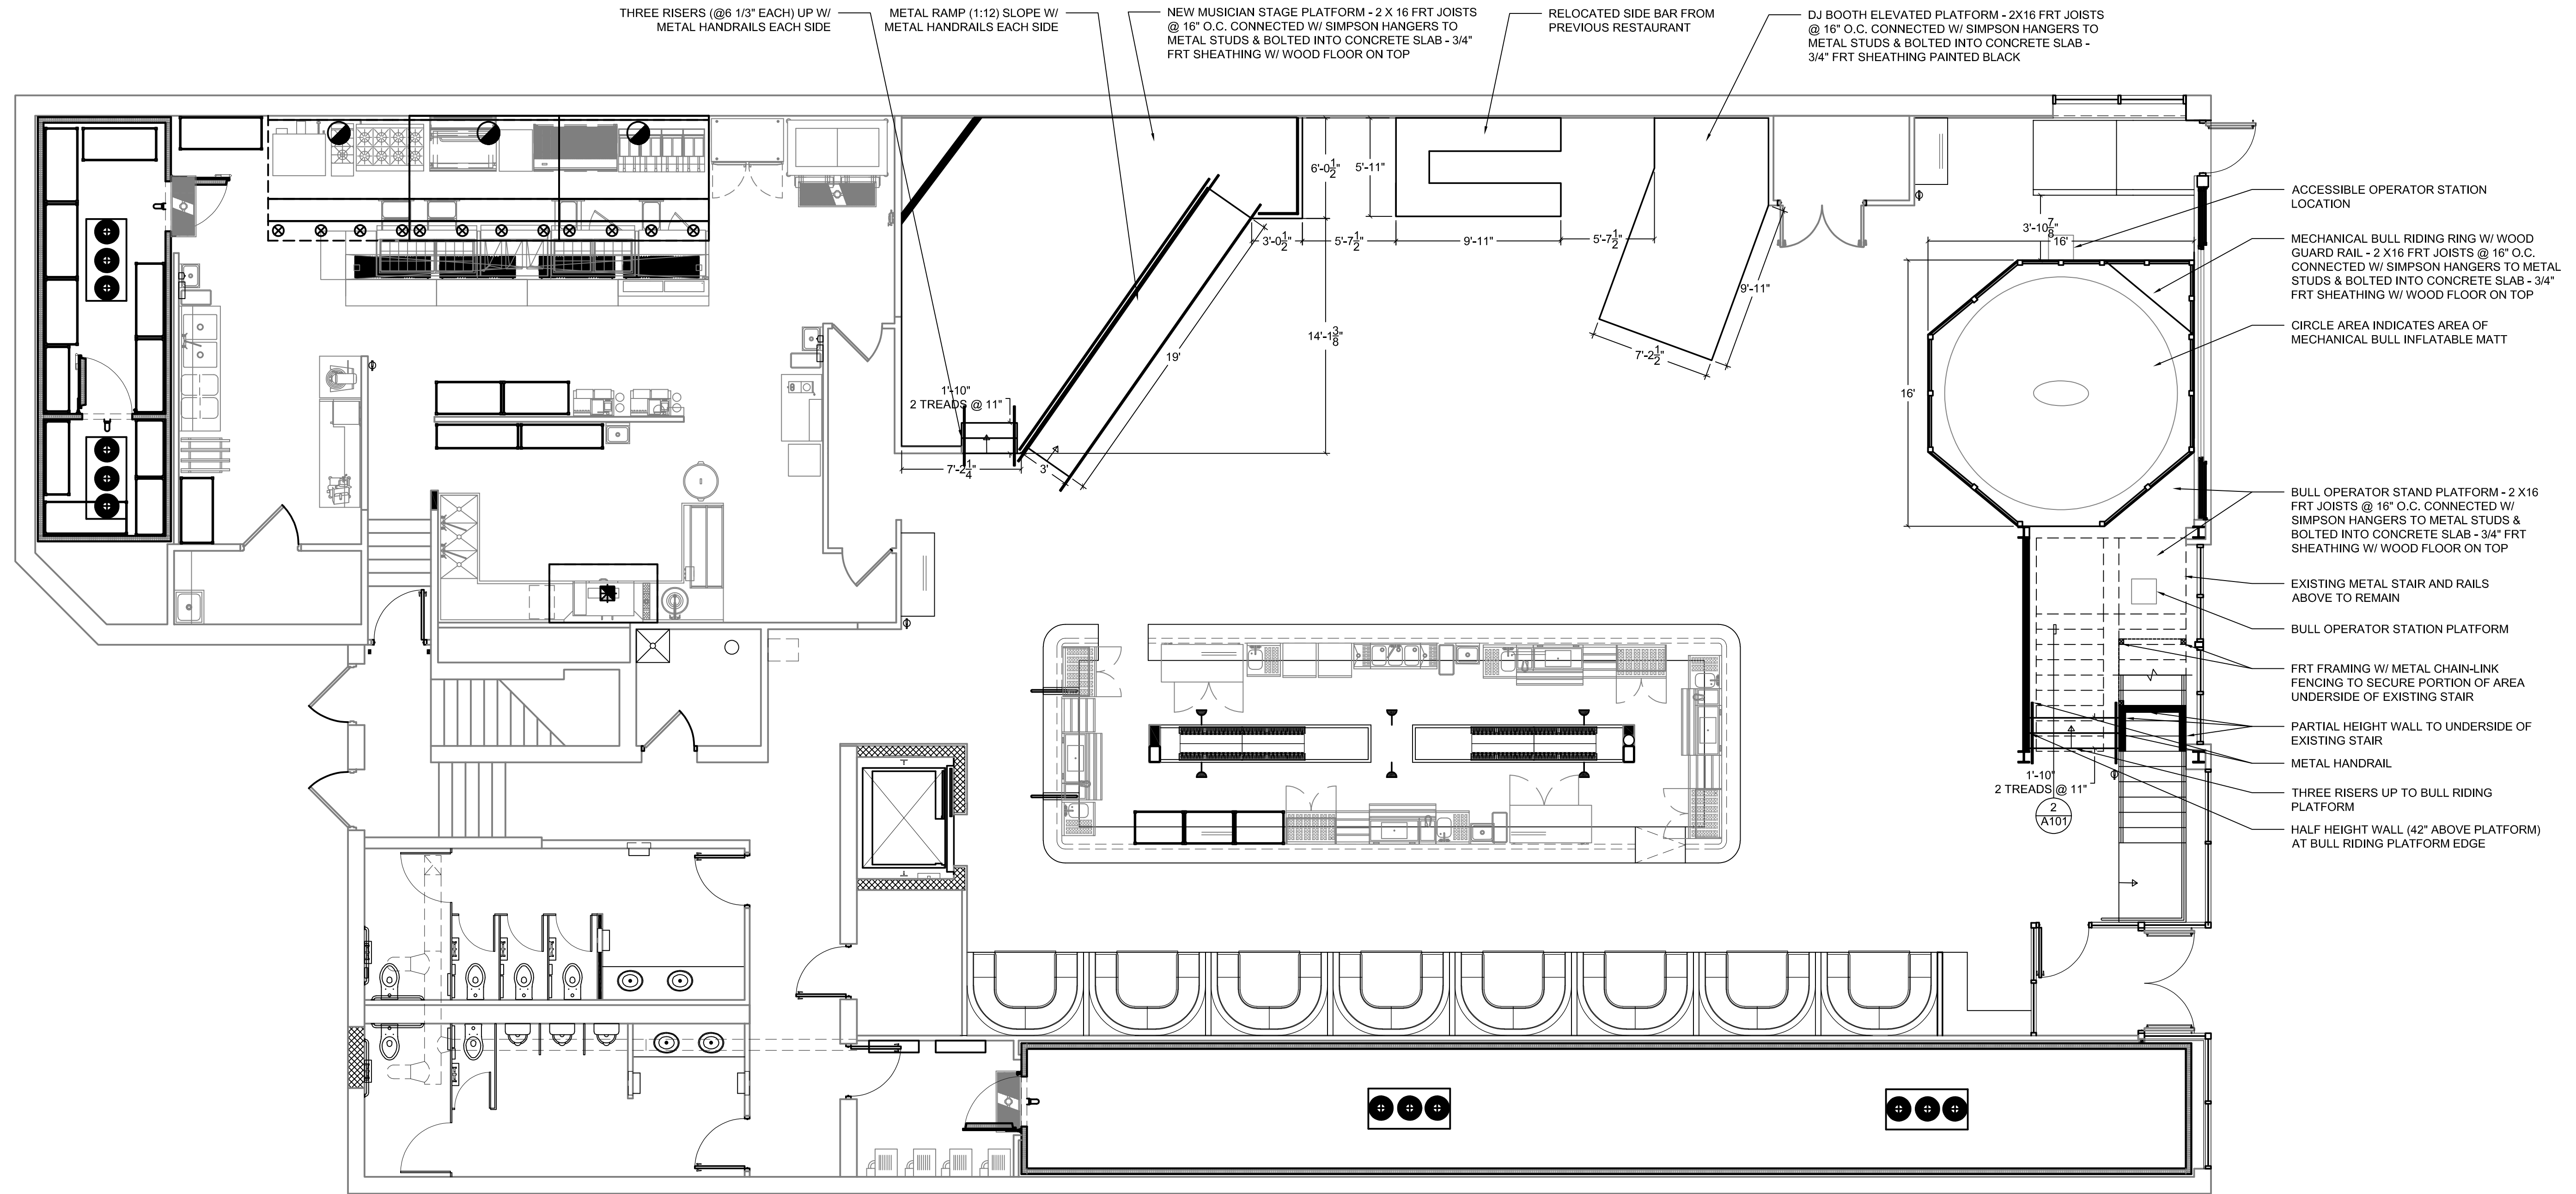 THREE RISERS (@6 1/3" EACH) UP W/
METAL HANDRAILS EACH SIDE
METAL RAMP (1:12) SLOPE W/
METAL HANDRAILS EACH SIDE
NEW MUSICIAN STAGE PLATFORM - 2 X 16 FRT JOISTS
@ 16" O.C. CONNECTED W/ SIMPSON HANGERS TO
METAL STUDS & BOLTED INTO CONCRETE SLAB - 3/4"
FRT SHEATHING W/ WOOD FLOOR ON TOP
RELOCATED SIDE BAR FROM
PREVIOUS RESTAURANT
DJ BOOTH ELEVATED PLATFORM - 2X16 FRT JOISTS
@ 16" O.C. CONNECTED W/ SIMPSON HANGERS TO
METAL STUDS & BOLTED INTO CONCRETE SLAB -
3/4" FRT SHEATHING PAINTED BLACK
6'-0 1/2"
5'-11"
3'-0 1/2"
5'-7 1/2"
9'-11"
5'-7 1/2"
9'-11"
7'-2 1/2"
14'-1 3/8"
19'
3'
1'-10"
2 TREADS @ 11"
7'-2 1/4"
3'-10 7/8"
16'
16'
ACCESSIBLE OPERATOR STATION
LOCATION
MECHANICAL BULL RIDING RING W/ WOOD
GUARD RAIL - 2 X16 FRT JOISTS @ 16" O.C.
CONNECTED W/ SIMPSON HANGERS TO METAL
STUDS & BOLTED INTO CONCRETE SLAB - 3/4"
FRT SHEATHING W/ WOOD FLOOR ON TOP
CIRCLE AREA INDICATES AREA OF
MECHANICAL BULL INFLATABLE MATT
BULL OPERATOR STAND PLATFORM - 2 X16
FRT JOISTS @ 16" O.C. CONNECTED W/
SIMPSON HANGERS TO METAL STUDS &
BOLTED INTO CONCRETE SLAB - 3/4" FRT
SHEATHING W/ WOOD FLOOR ON TOP
EXISTING METAL STAIR AND RAILS
ABOVE TO REMAIN
BULL OPERATOR STATION PLATFORM
FRT FRAMING W/ METAL CHAIN-LINK
FENCING TO SECURE PORTION OF AREA
UNDERSIDE OF EXISTING STAIR
PARTIAL HEIGHT WALL TO UNDERSIDE OF
EXISTING STAIR
METAL HANDRAIL
THREE RISERS UP TO BULL RIDING
PLATFORM
HALF HEIGHT WALL (42" ABOVE PLATFORM)
AT BULL RIDING PLATFORM EDGE
1'-10"
2 TREADS @ 11"
2
A101